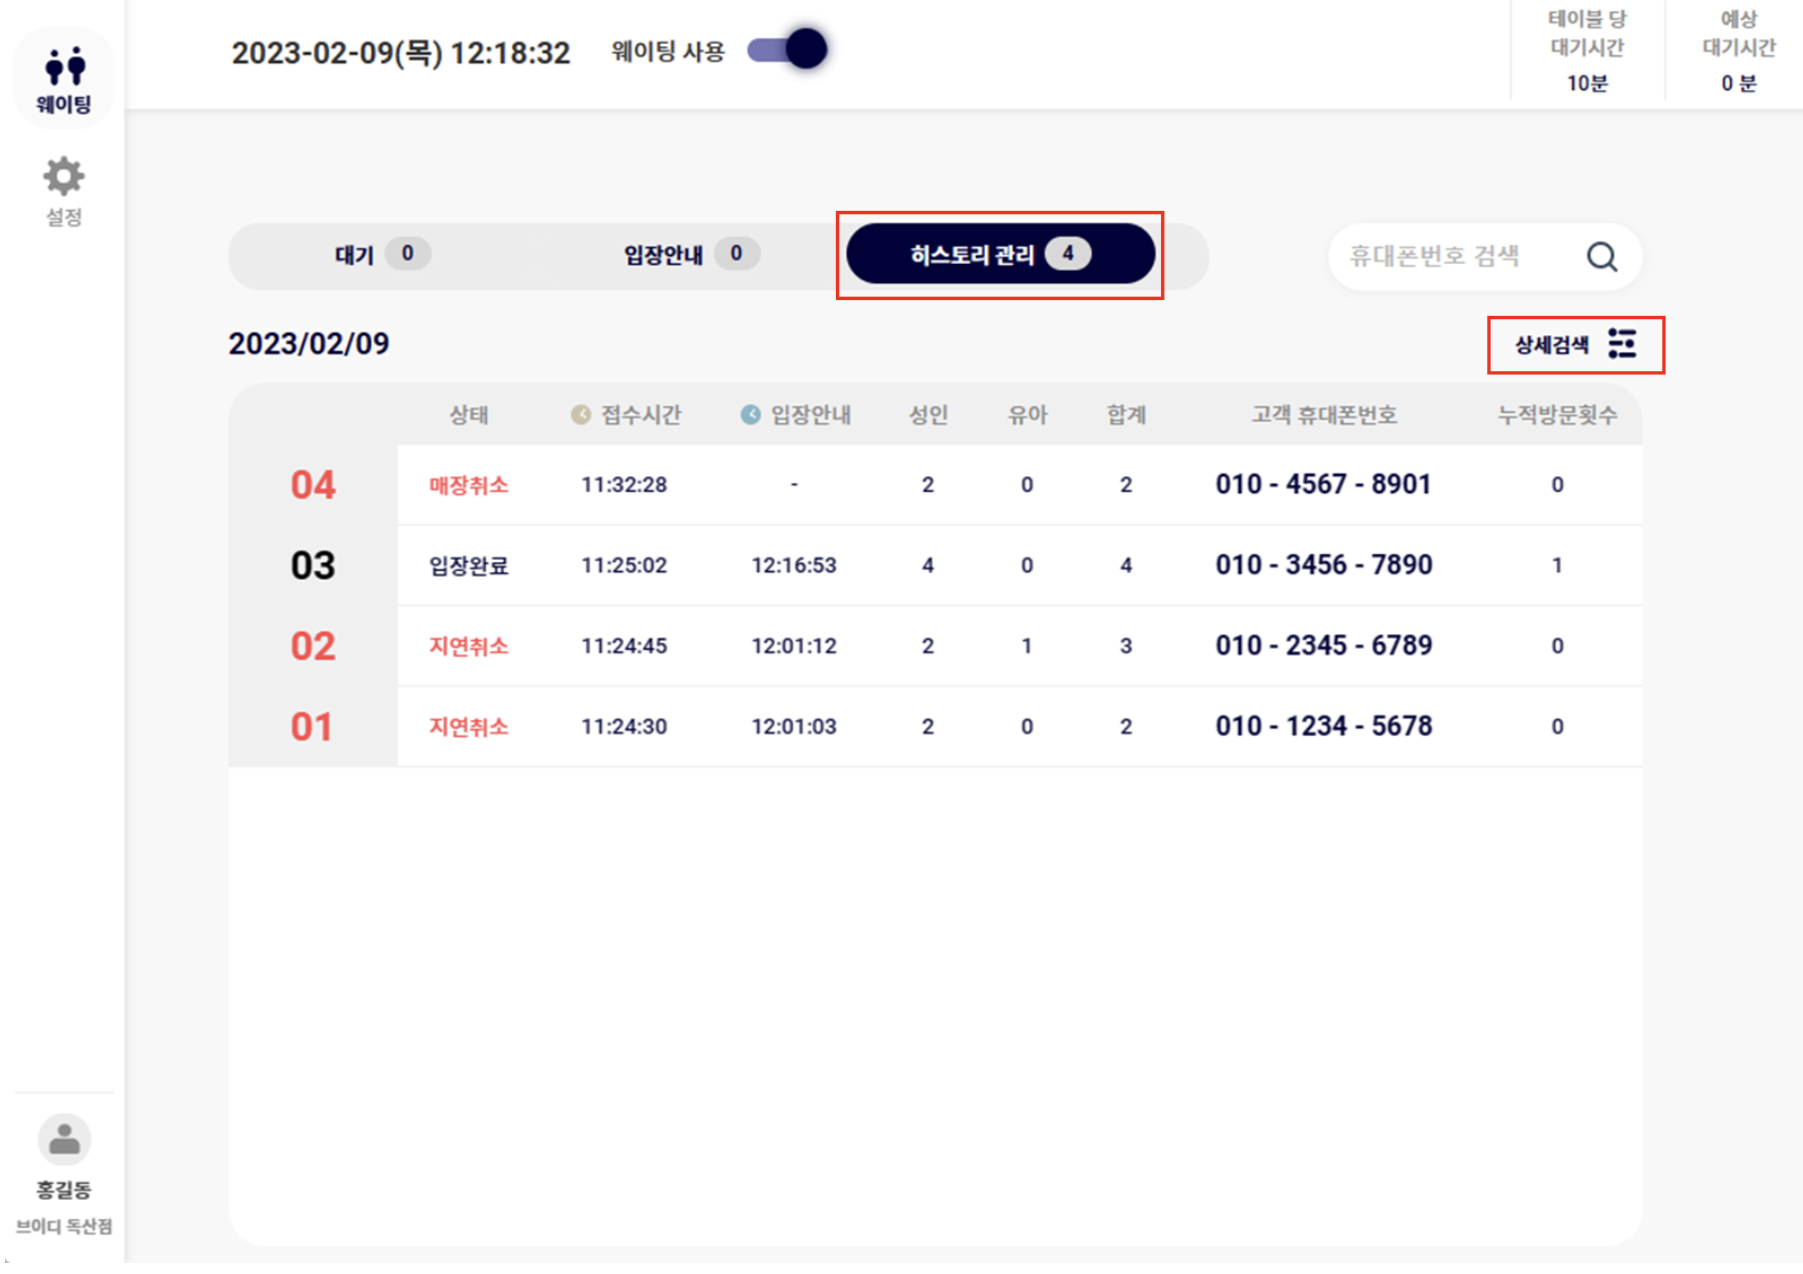 웨이팅
설정
2023-02-09(목) 12:18:32 웨이팅 사용
테이블 당
대기시간
10분
예상
대기시간
0 분
대기 0 입장안내 0 히스토리 관리 4 휴대폰번호 검색
2023/02/09 상세검색
상태 접수시간 입장안내 성인 유아 합계 고객 휴대폰번호 누적방문횟수
04 매장취소 11:32:28 - 2 0 2 010 - 4567 - 8901 0
03 입장완료 11:25:02 12:16:53 4 0 4 010 - 3456 - 7890 1
02 지연취소 11:24:45 12:01:12 2 1 3 010 - 2345 - 6789 0
01 지연취소 11:24:30 12:01:03 2 0 2 010 - 1234 - 5678 0
홍길동
브이디 독산점